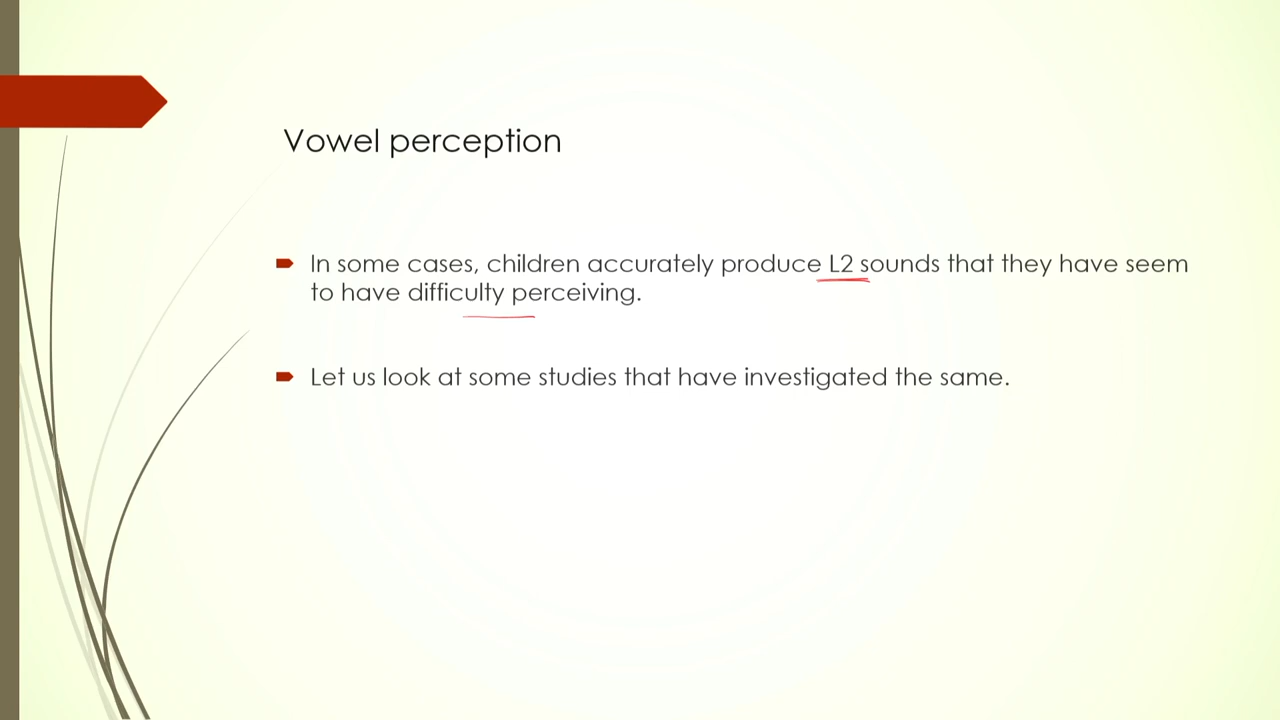 Vowel perception
In some cases, children accurately produce L2 sounds that they have seem
to have difficulty perceiving.
Let us look at some studies that have investigated the same.